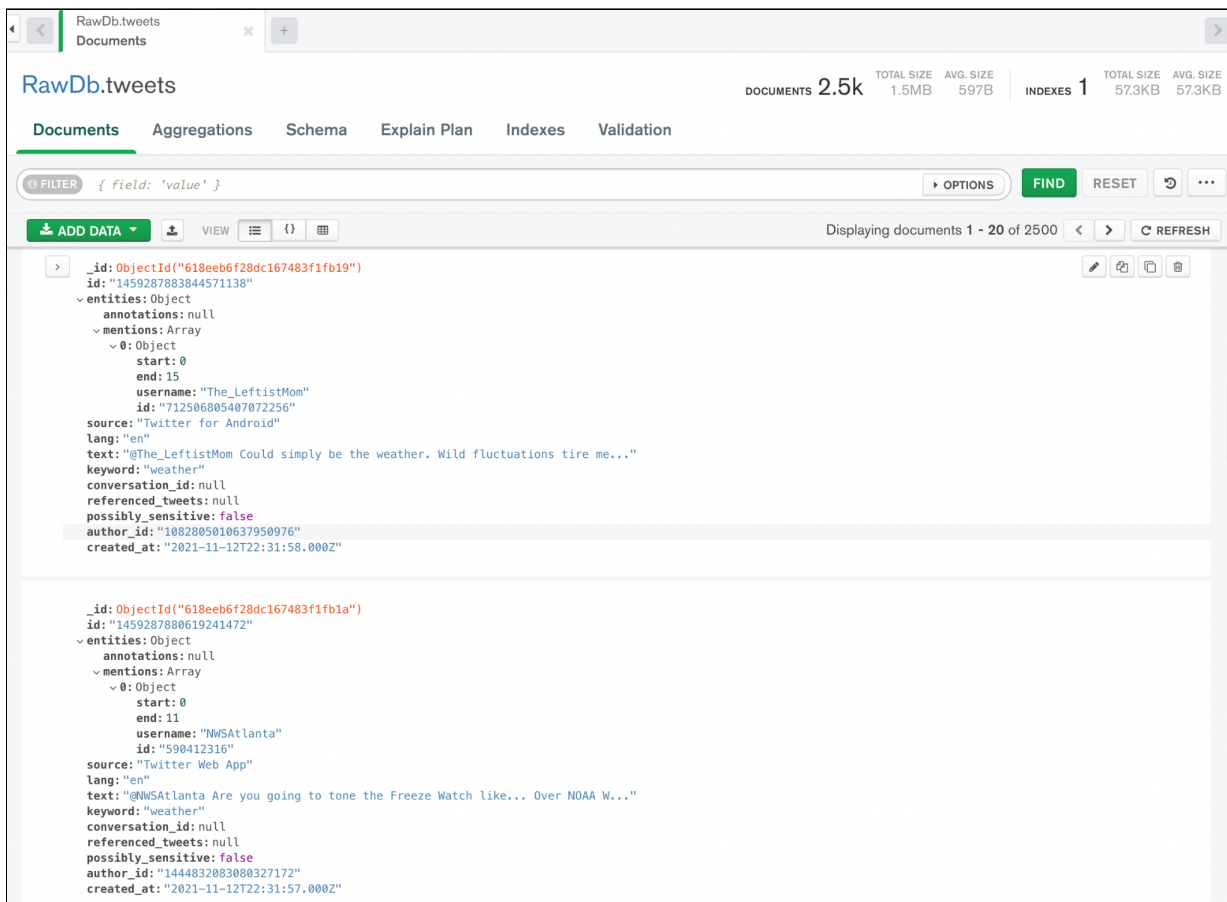 RawDb.tweets
Documents
RawDb.tweets
DOCUMENTS 2.5k TOTAL SIZE 1.5MB AVG. SIZE 597B INDEXES 1 TOTAL SIZE 57.3KB AVG. SIZE 57.3KB
Documents Aggregations Schema Explain Plan Indexes Validation
FILTER { field: 'value' } OPTIONS FIND RESET
ADD DATA VIEW {} Displaying documents 1 - 20 of 2500 < > REFRESH
_id: ObjectId("618eeb6f28dc167483f1fb19")
id: "1459287883844571138"
entities: Object
annotations: null
mentions: Array
0: Object
start: 0
end: 15
username: "The_LeftistMom"
id: "712506805407072256"
source: "Twitter for Android"
lang: "en"
text: "@The_LeftistMom Could simply be the weather. Wild fluctuations tire me..."
keyword: "weather"
conversation_id: null
referenced_tweets: null
possibly_sensitive: false
author_id: "1082805010637950976"
created_at: "2021-11-12T22:31:58.000Z"
_id: ObjectId("618eeb6f28dc167483f1fb1a")
id: "1459287880619241472"
entities: Object
annotations: null
mentions: Array
0: Object
start: 0
end: 11
username: "NWSAtlanta"
id: "590412316"
source: "Twitter Web App"
lang: "en"
text: "@NWSAtlanta Are you going to tone the Freeze Watch like... Over NOAA W..."
keyword: "weather"
conversation_id: null
referenced_tweets: null
possibly_sensitive: false
author_id: "1444832083080327172"
created_at: "2021-11-12T22:31:57.000Z"